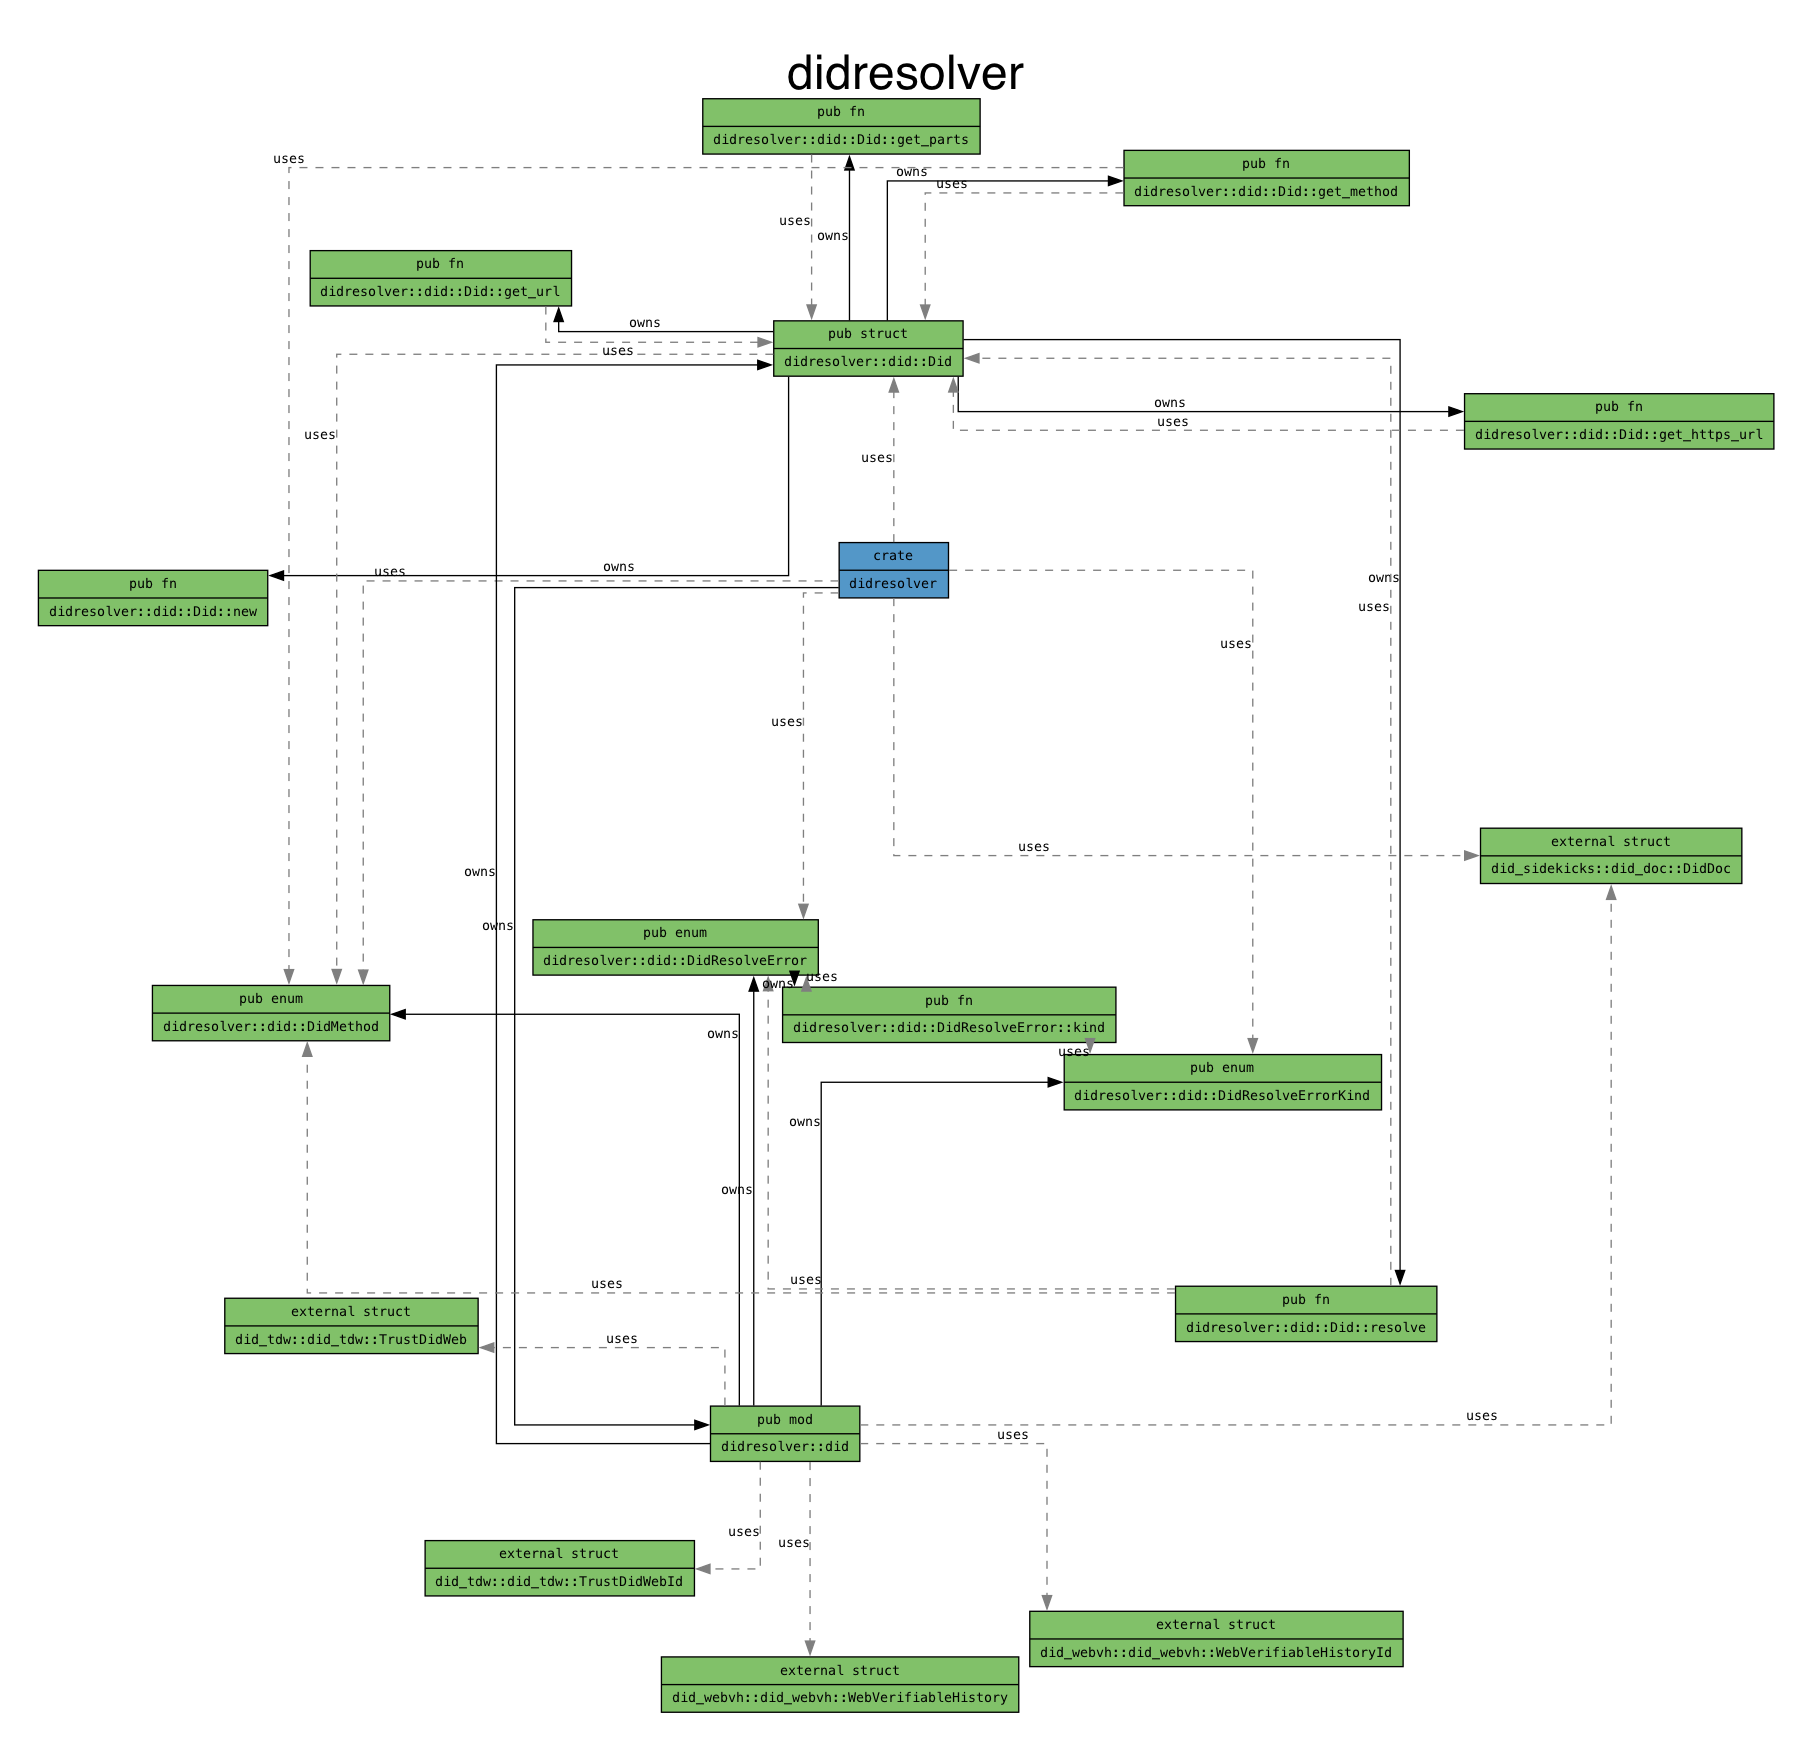 didresolver
pub fn
didresolver::did::Did::get_parts
uses
pub fn
didresolver::did::Did::get_method
owns
uses
uses
owns
pub fn
didresolver::did::Did::get_url
owns
uses
pub struct
didresolver::did::Did
owns
uses
pub fn
didresolver::did::Did::get_https_url
uses
uses
crate
didresolver
pub fn
didresolver::did::Did::new
owns
uses
owns
uses
uses
uses
uses
external struct
did_sidekicks::did_doc::DidDoc
owns
owns
pub enum
didresolver::did::DidResolveError
owns
uses
pub enum
didresolver::did::DidMethod
pub fn
didresolver::did::DidResolveError::kind
owns
uses
pub enum
didresolver::did::DidResolveErrorKind
owns
owns
uses
uses
pub fn
didresolver::did::Did::resolve
external struct
did_tdw::did_tdw::TrustDidWeb
uses
pub mod
didresolver::did
uses
uses
uses
uses
external struct
did_tdw::did_tdw::TrustDidWebId
external struct
did_webvh::did_webvh::WebVerifiableHistoryId
external struct
did_webvh::did_webvh::WebVerifiableHistory